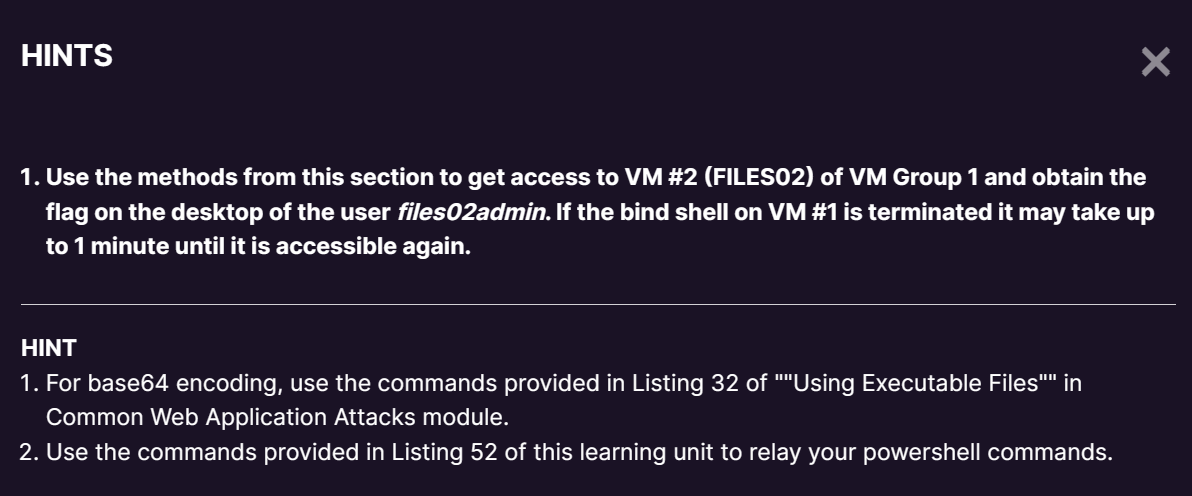 HINTS
1. Use the methods from this section to get access to VM #2 (FILES02) of VM Group 1 and obtain the
flag on the desktop of the user files02admin. If the bind shell on VM #1 is terminated it may take up
to 1 minute until it is accessible again.
HINT
1. For base64 encoding, use the commands provided in Listing 32 of ""Using Executable Files"" in
Common Web Application Attacks module.
2. Use the commands provided in Listing 52 of this learning unit to relay your powershell commands.